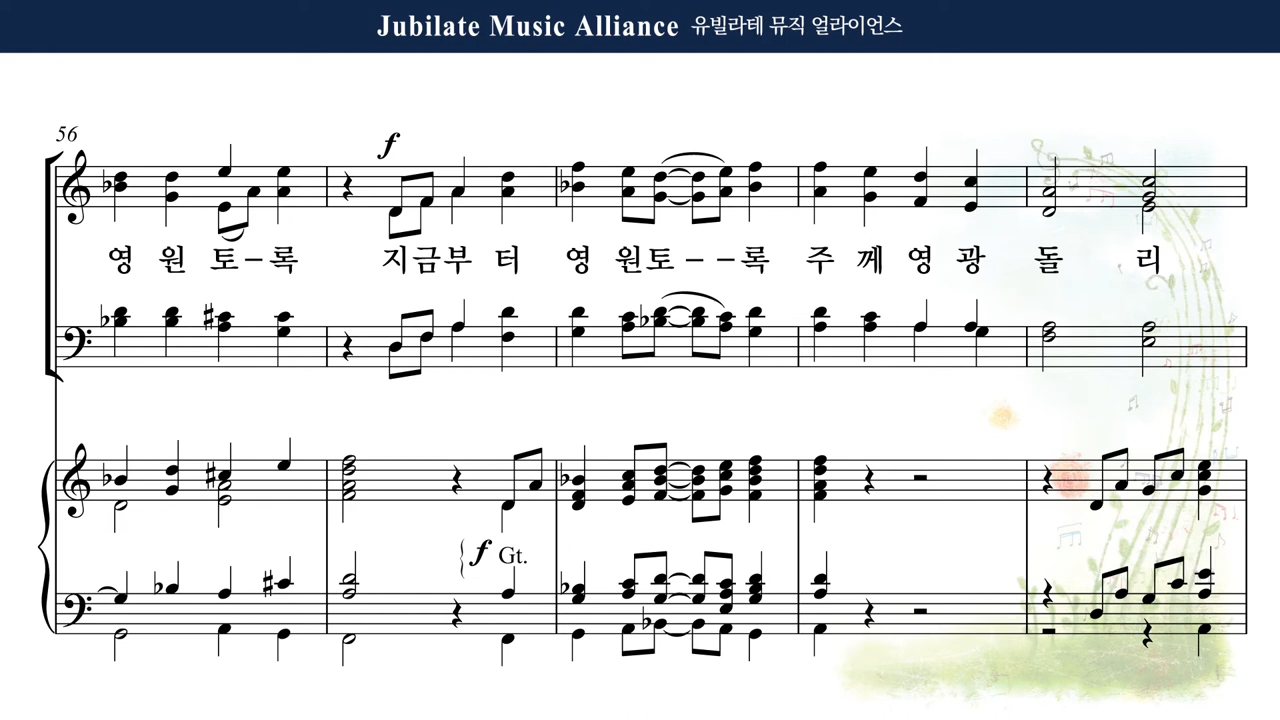 Jubilate Music Alliance 유빌라테 뮤직 얼라이언스
56
f
영 원 토－록 지금부 터 영 원토－－록 주 께 영 광 돌 리
f Gt.